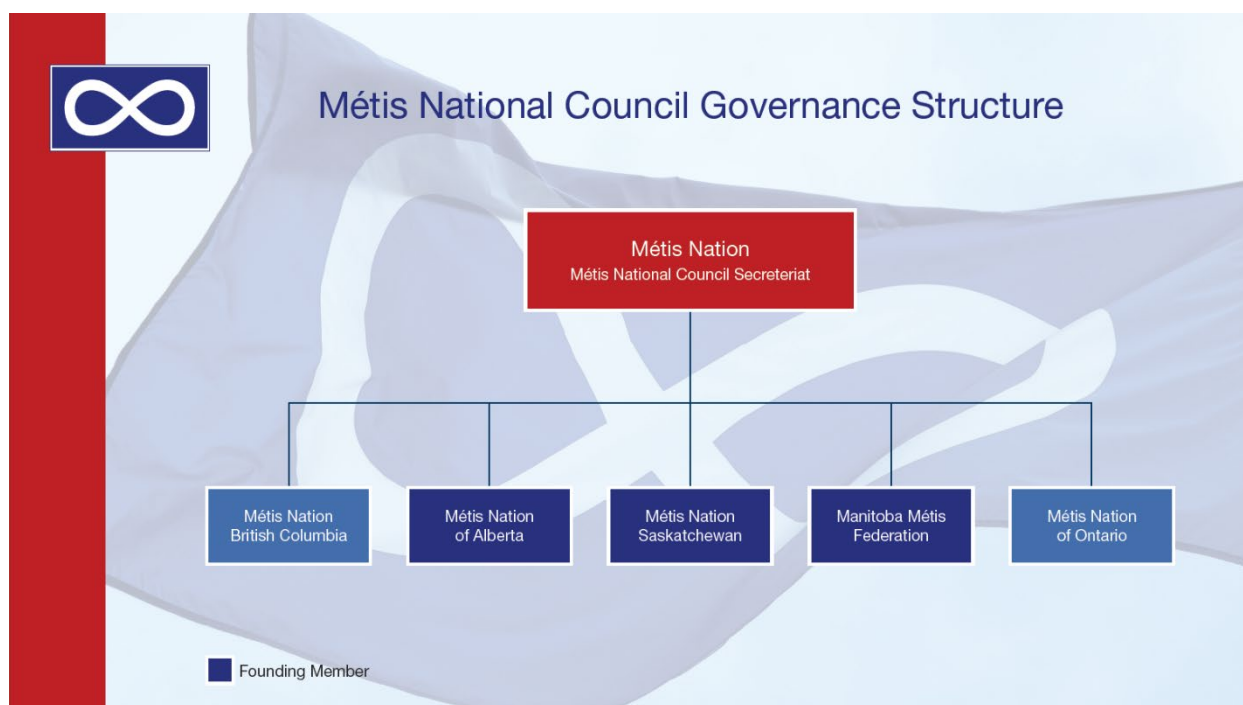 Métis National Council Governance Structure
Métis Nation
Métis National Council Secreteriat
Métis Nation
British Columbia
Métis Nation
of Alberta
Métis Nation
Saskatchewan
Manitoba Métis
Federation
Métis Nation
of Ontario
Founding Member